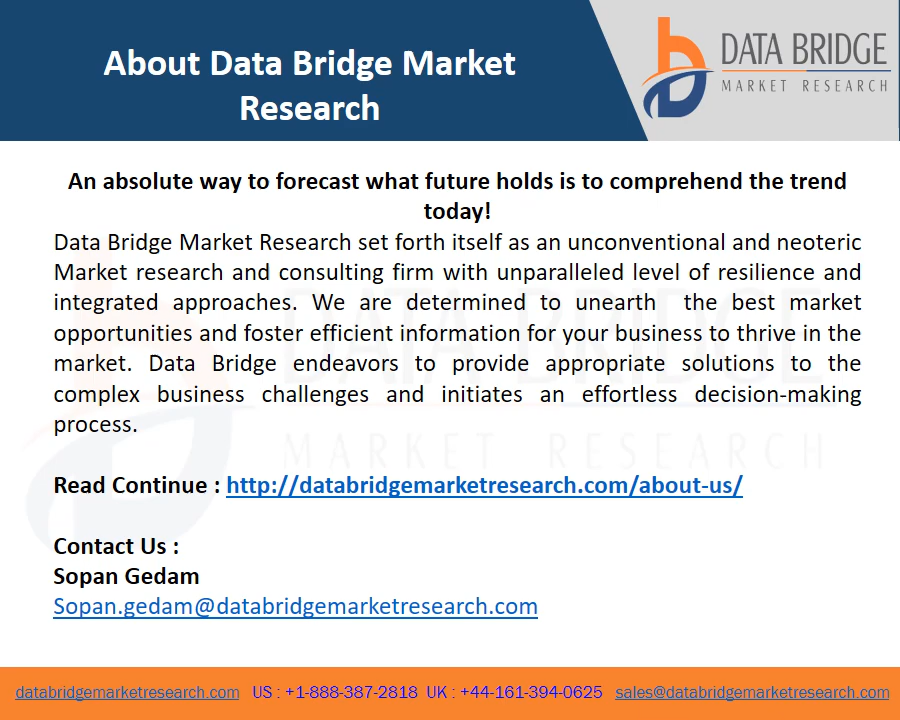 About Data Bridge Market
Research
DATA BRIDGE
MARKET RESEARCH
An absolute way to forecast what future holds is to comprehend the trend
today!
Data Bridge Market Research set forth itself as an unconventional and neoteric
Market research and consulting firm with unparalleled level of resilience and
integrated approaches. We are determined to unearth the best market
opportunities and foster efficient information for your business to thrive in the
market. Data Bridge endeavors to provide appropriate solutions to the
complex business challenges and initiates an effortless decision-making
process.
DATA BRIDGE
MARKET RESEARCH
Read Continue : http://databridgemarketresearch.com/about-us/
Contact Us :
Sopan Gedam
Sopan.gedam@databridgemarketresearch.com
databridgemarketresearch.com US : +1-888-387-2818 UK : +44-161-394-0625 sales@databridgemarketresearch.com